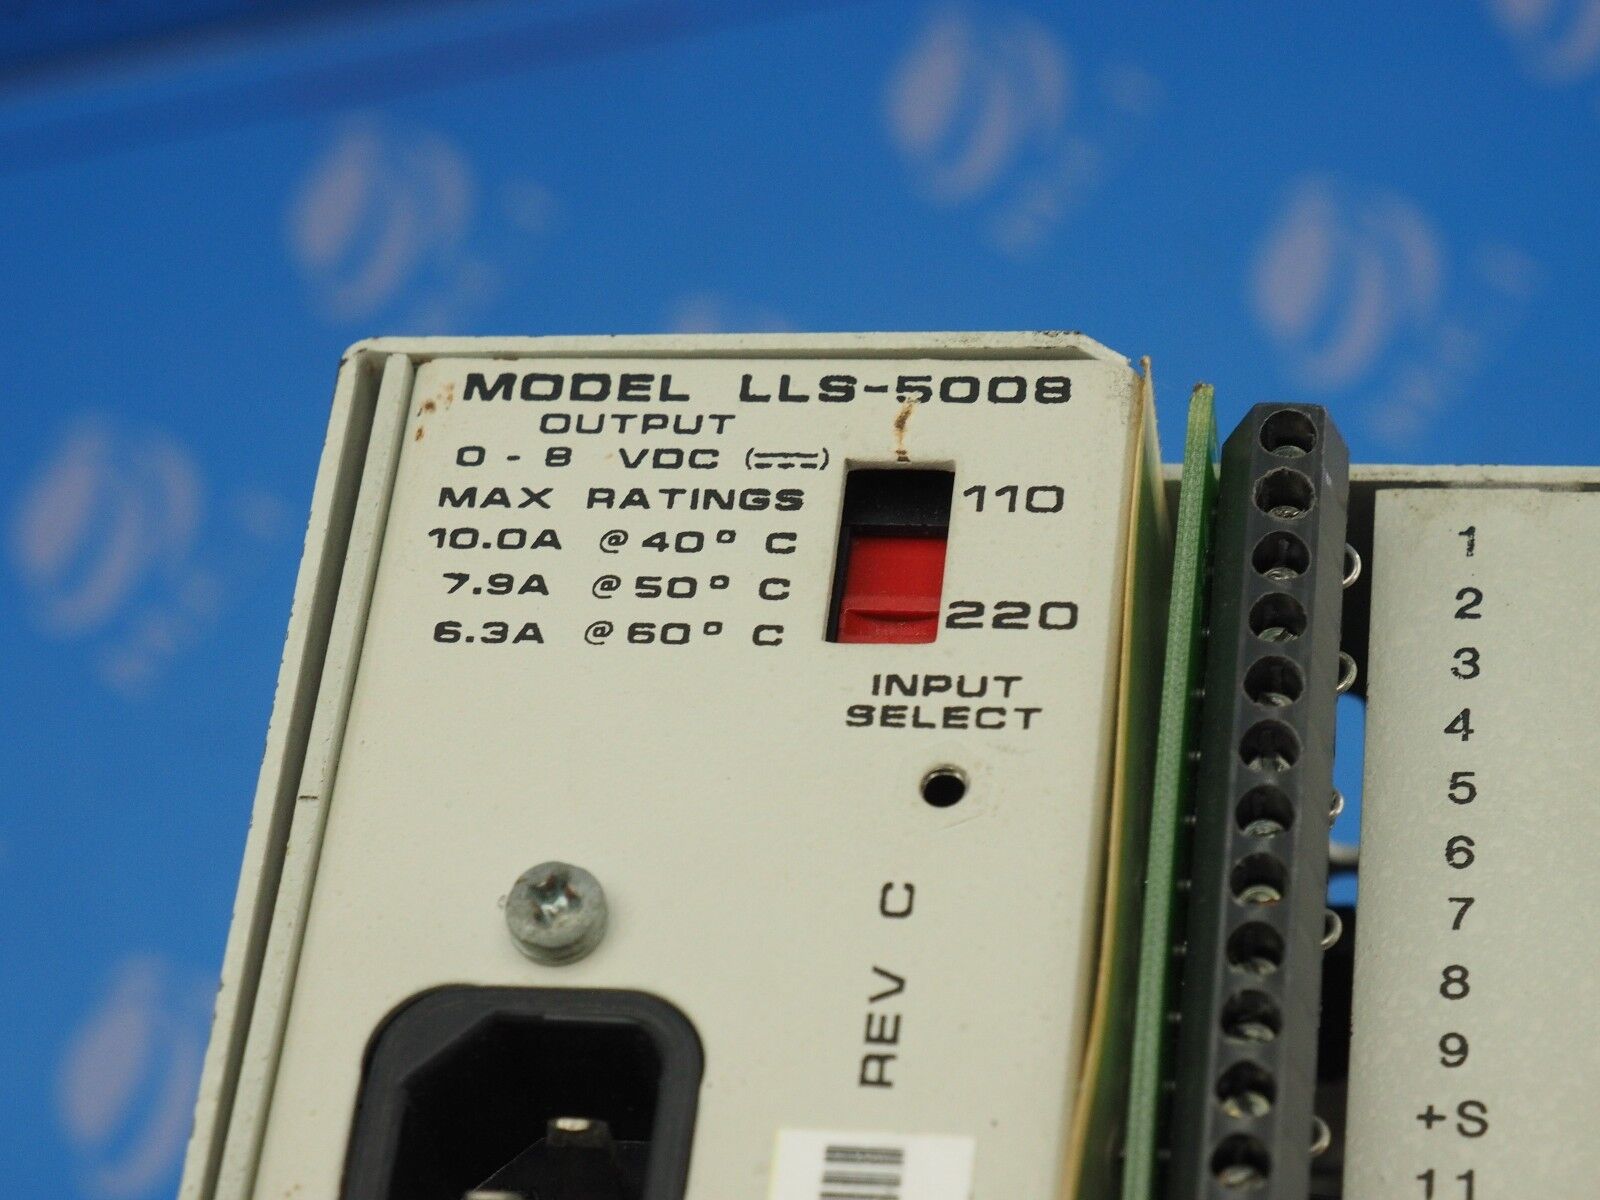 MODEL LLS-5008
OUTPUT
0 - 8 VDC
MAX RATINGS
10.0A @ 40° C
7.9A @ 50° C
6.3A @ 60° C
110
220
INPUT
SELECT
REV C
1
2
3
4
5
6
7
8
9
+S
11